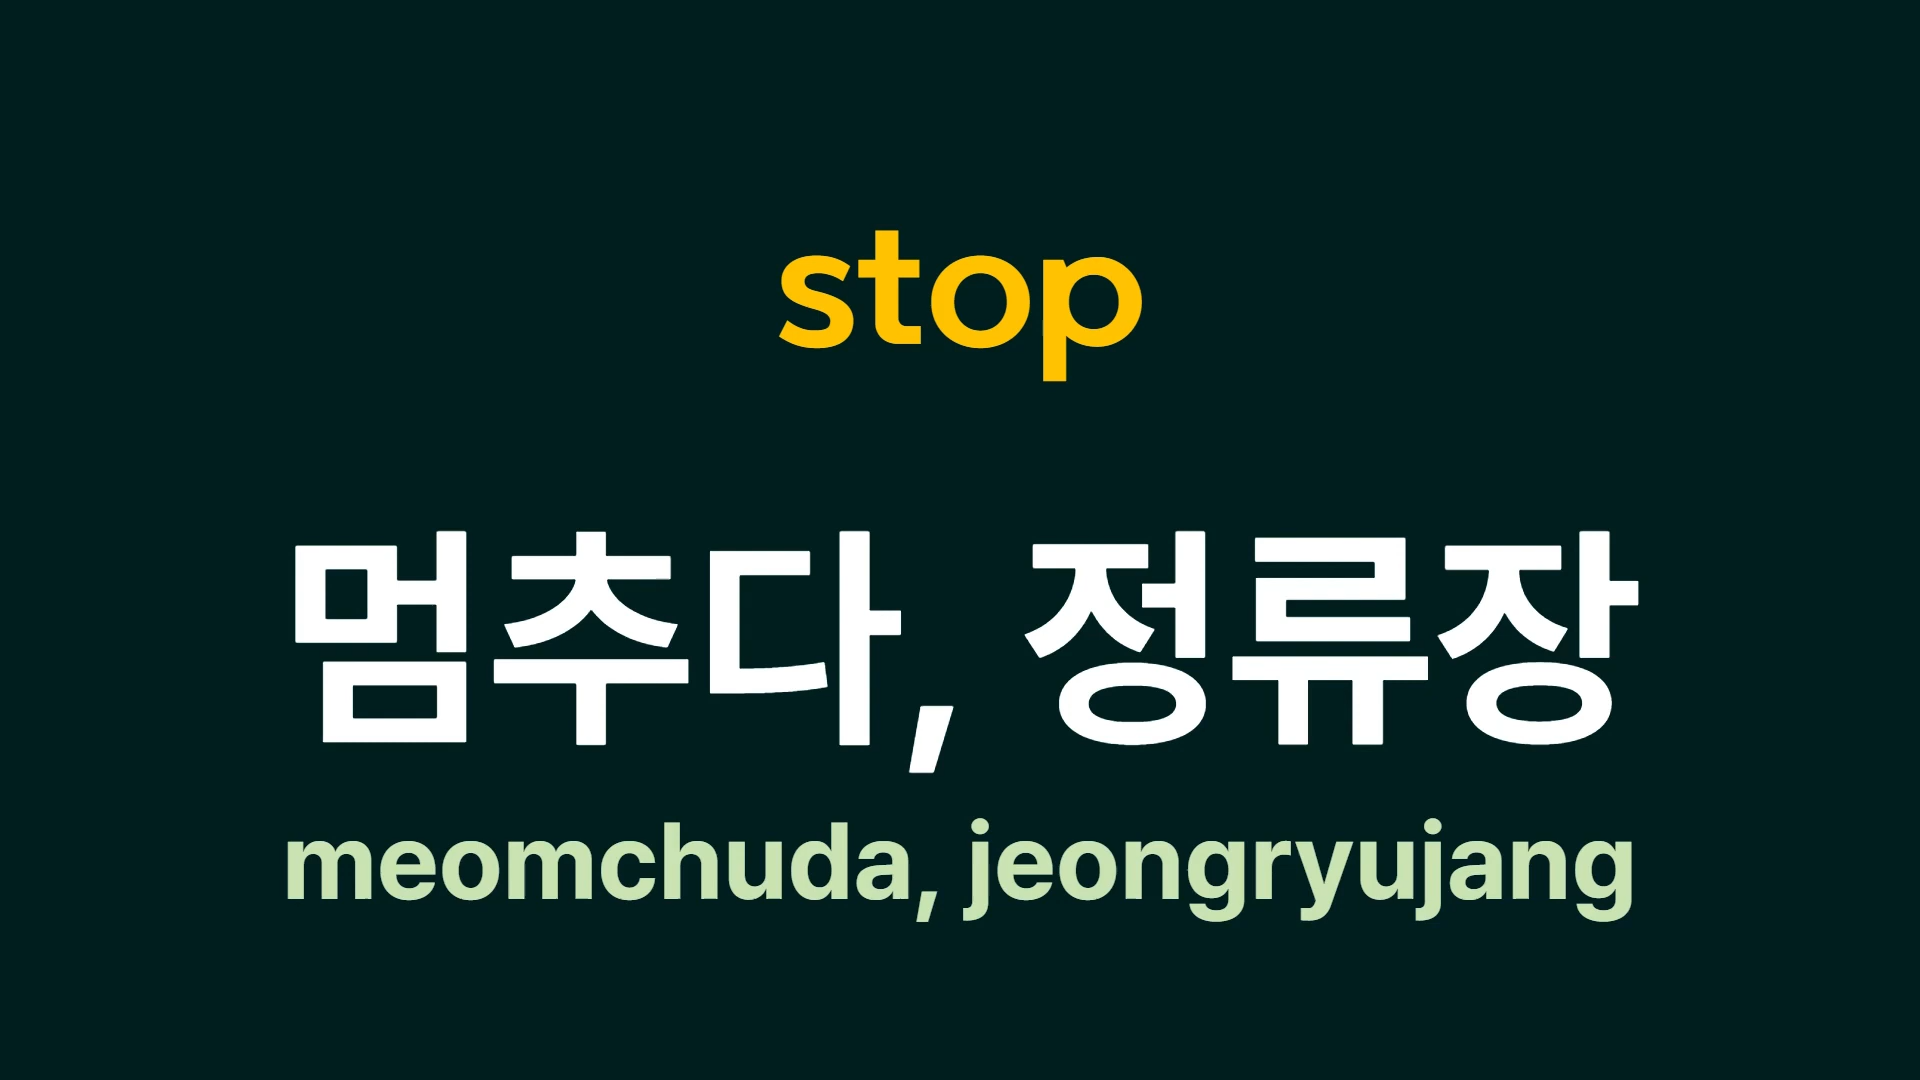 stop
멈추다, 정류장
meomchuda, jeongryujang